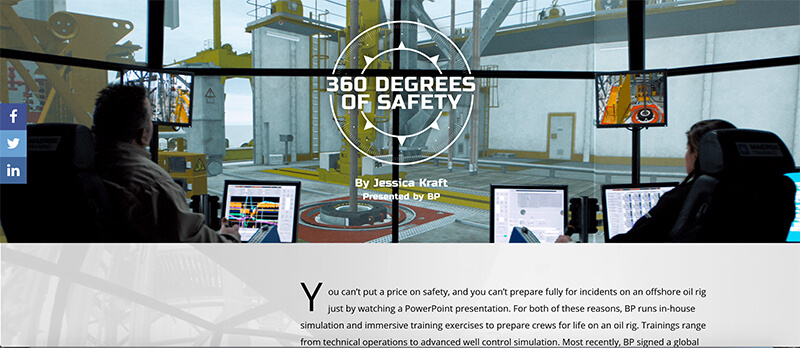 360 DEGREES
OF SAFETY
By Jessica Kraft
Presented by BP
You can’t put a price on safety, and you can’t prepare fully for incidents on an offshore oil rig
just by watching a PowerPoint presentation. For both of these reasons, BP runs in-house
simulation and immersive training exercises to prepare crews for life on an oil rig. Trainings range
from technical operations to advanced well control simulation. Most recently, BP signed a global